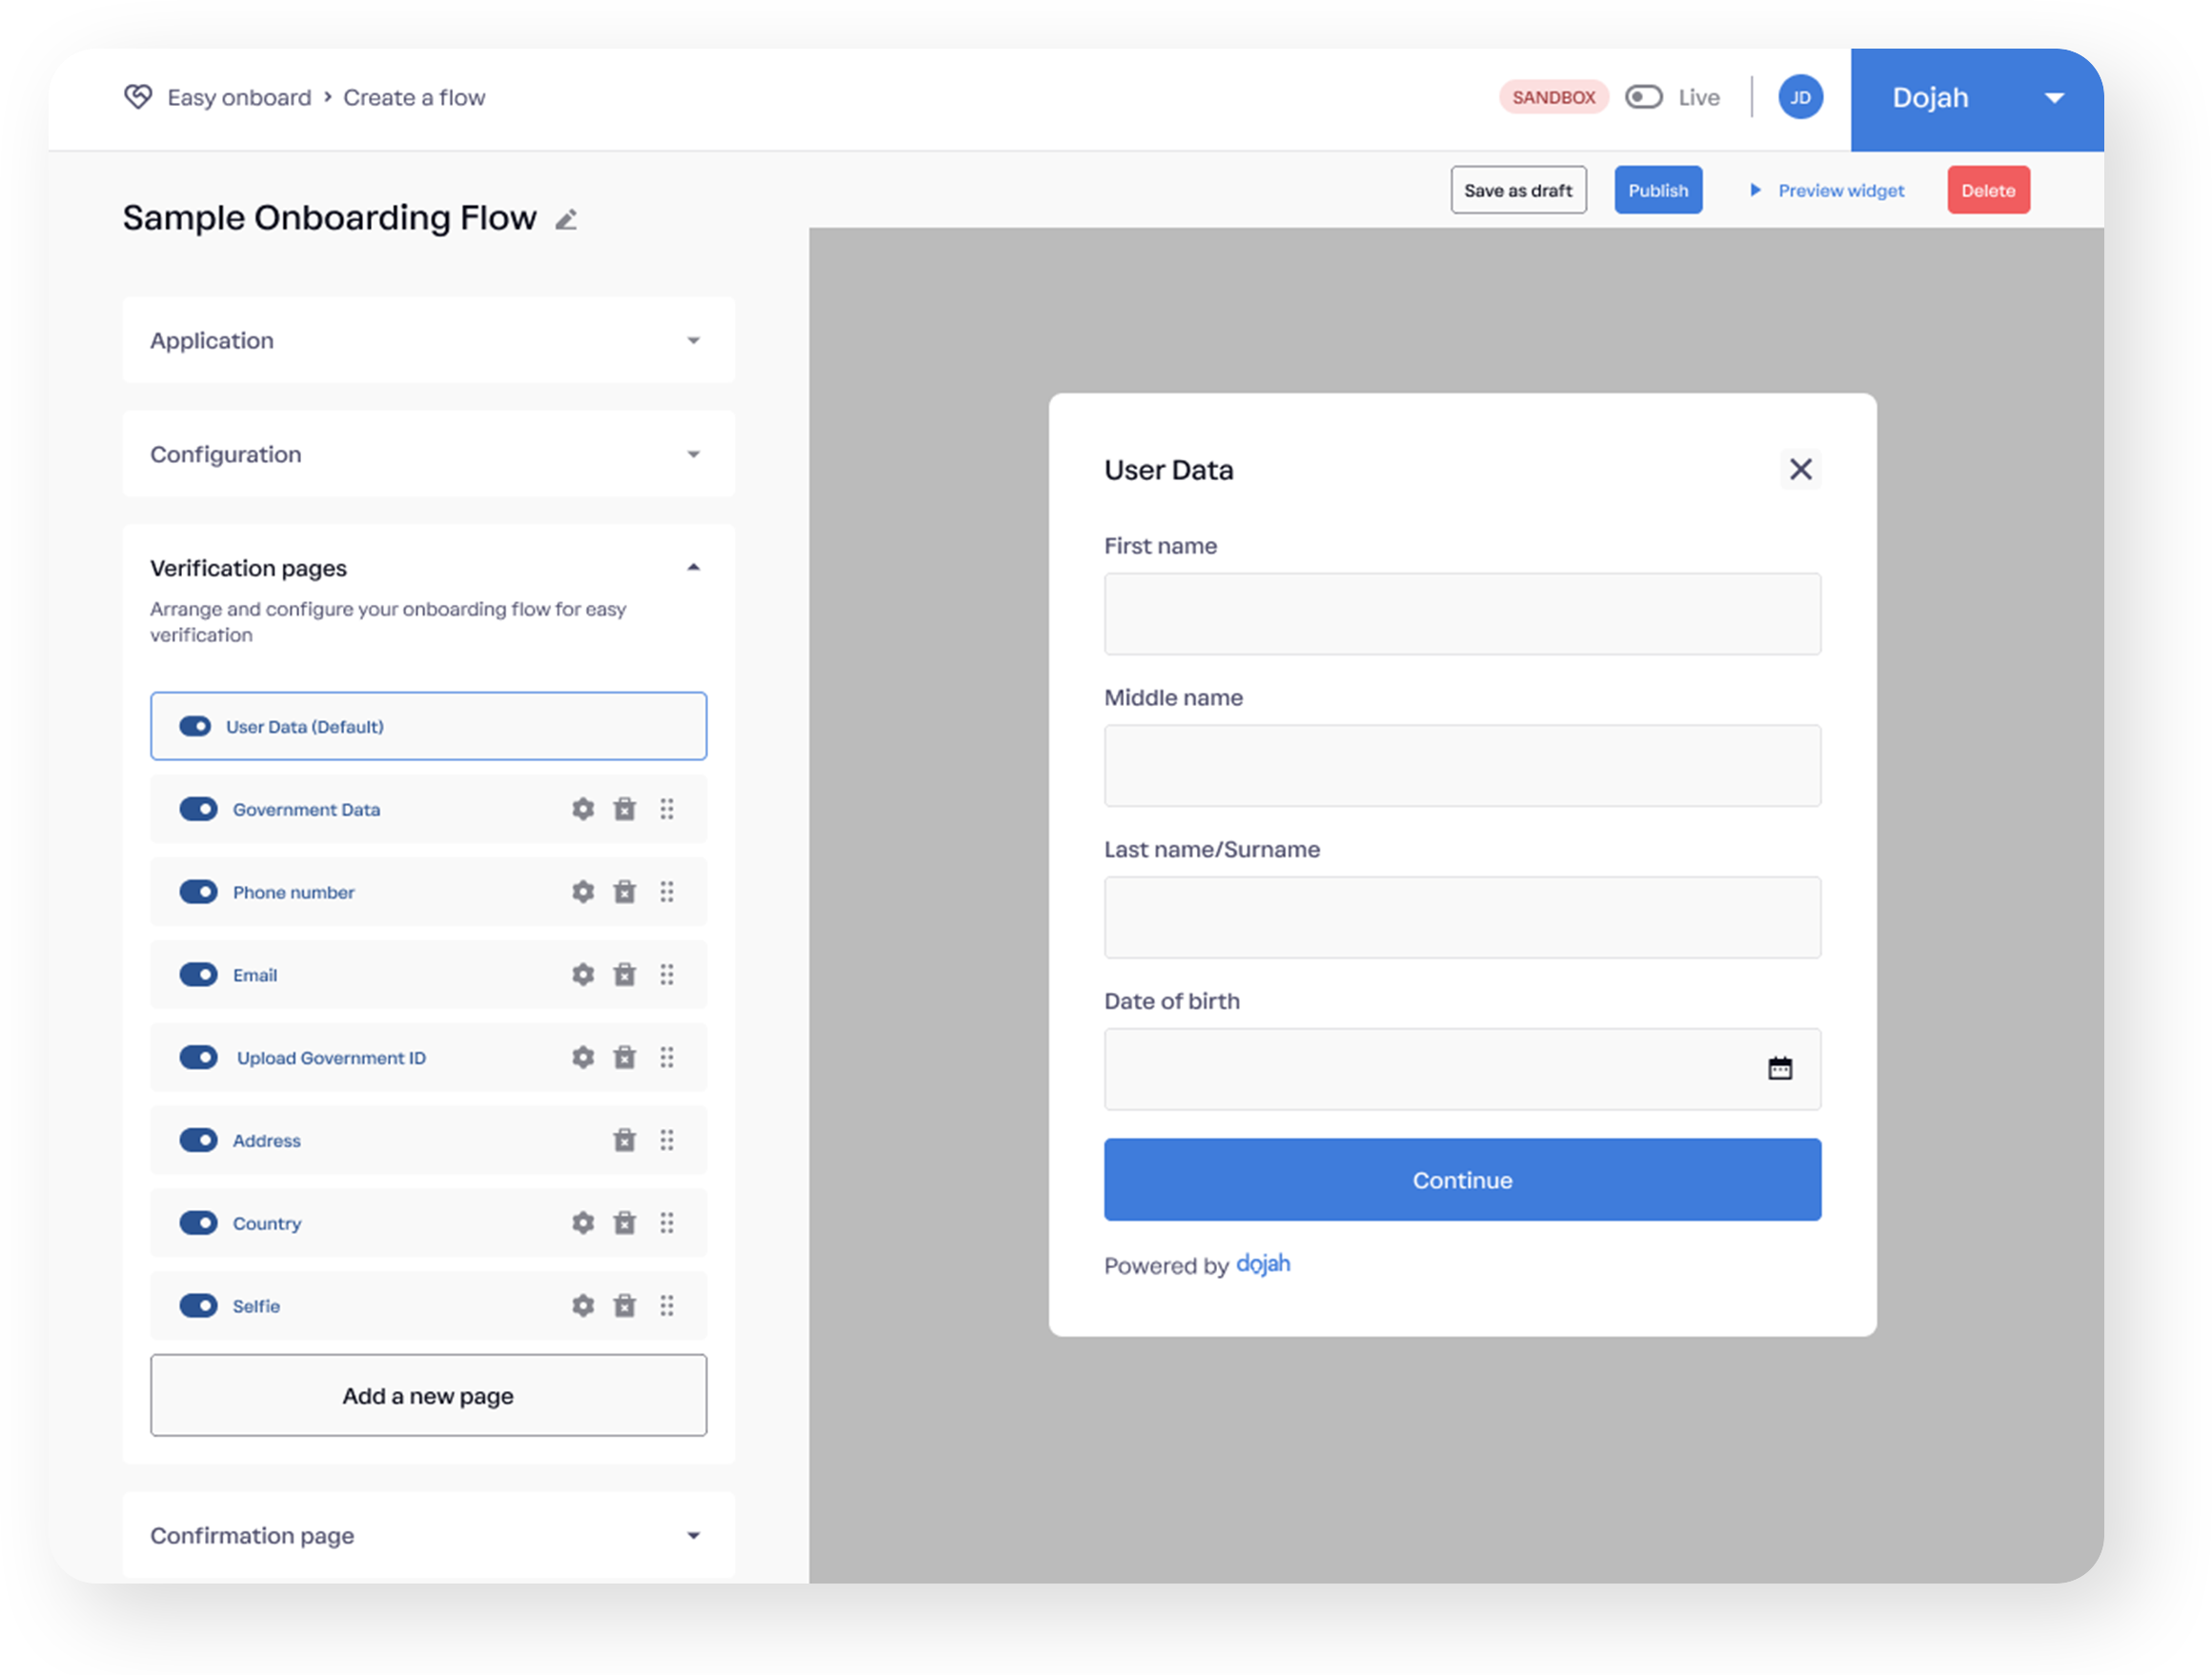 Easy onboard › Create a flow
SANDBOX Live
JD
Dojah
Save as draft
Publish
Preview widget
Delete
Sample Onboarding Flow
Application
Configuration
Verification pages
Arrange and configure your onboarding flow for easy
verification
User Data (Default)
Government Data
Phone number
Email
Upload Government ID
Address
Country
Selfie
Add a new page
Confirmation page
User Data
First name
Middle name
Last name/Surname
Date of birth
Continue
Powered by dojah